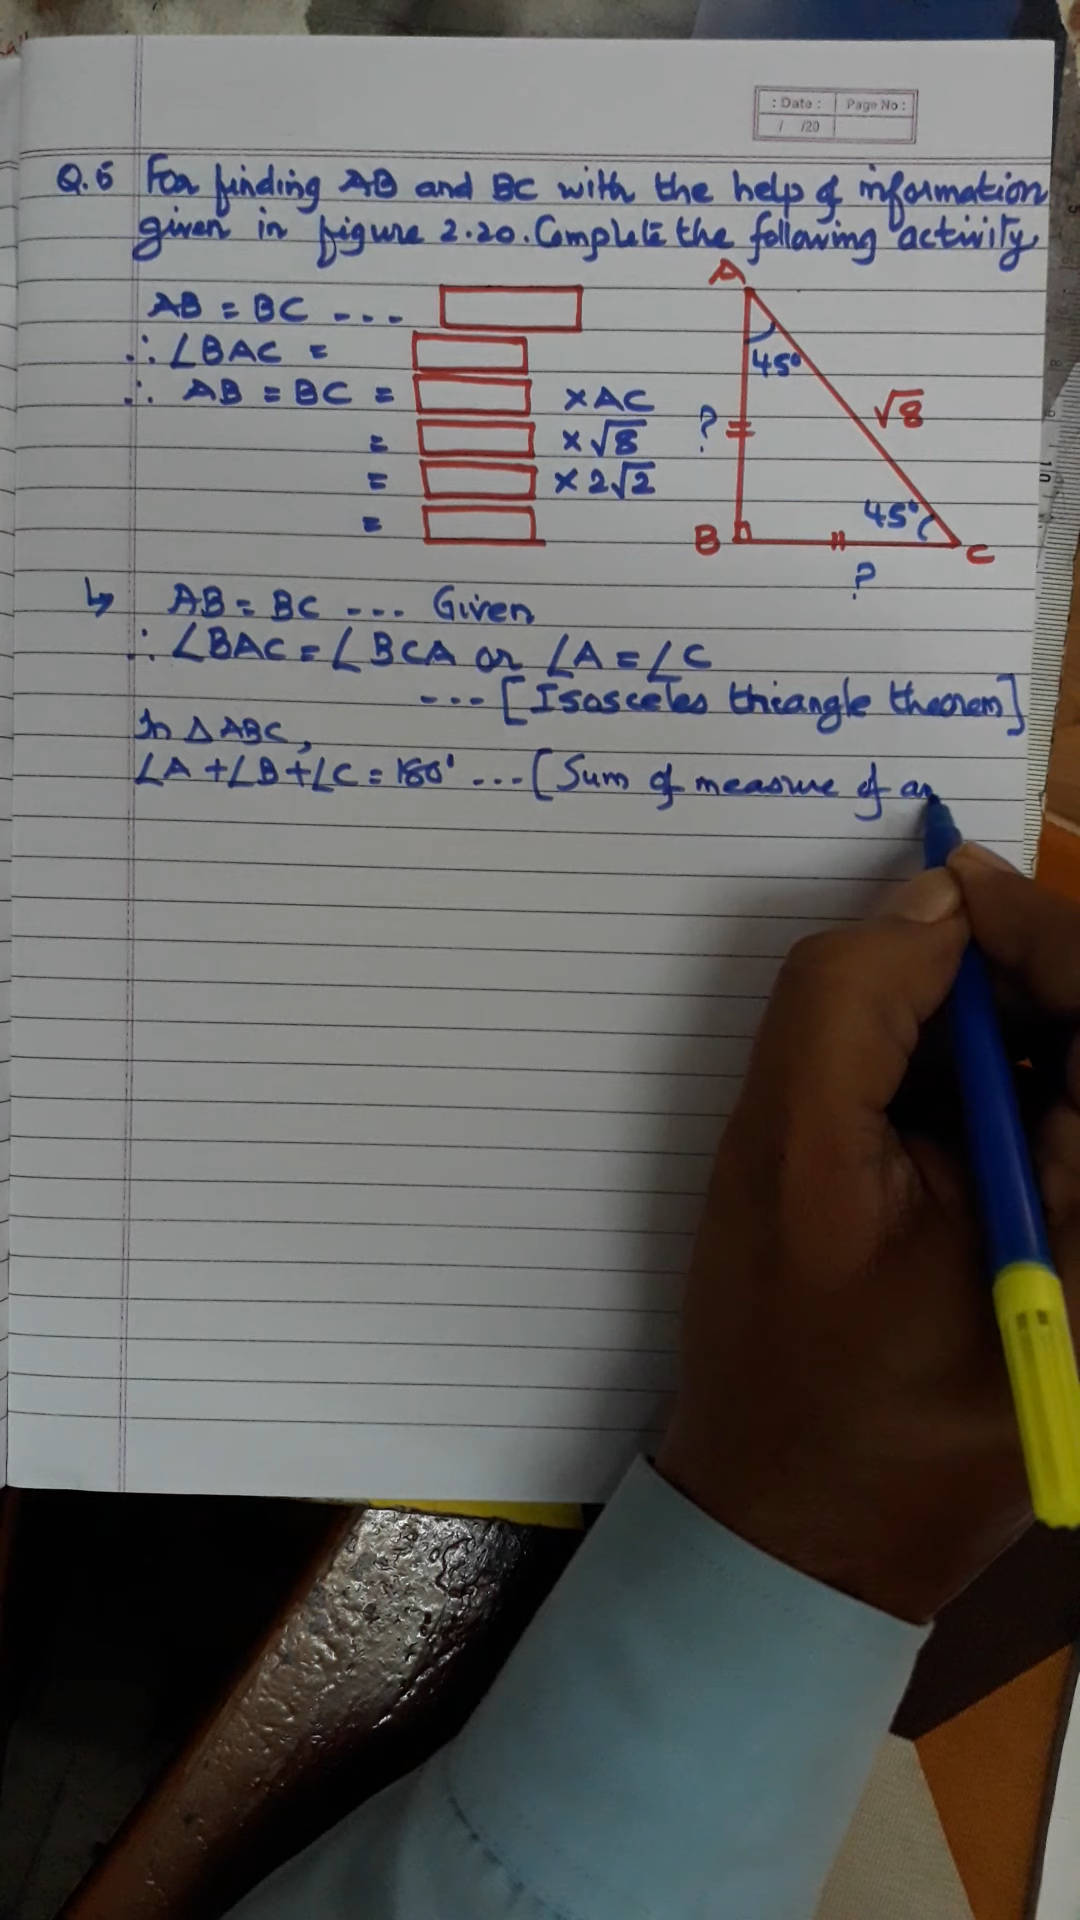 : Date :
Page No :
/ /20
Q.6 For finding AB and BC with the help of information
given in figure 2.20. Complete the following activity.
AB = BC ---
∴ ∠BAC =
∴ AB = BC = × AC
= × √8
= × 2√2
=
A
45°
√8
?
45°
B
C
?
↳ AB = BC --- Given
∴ ∠BAC = ∠BCA or ∠A = ∠C
--- [Isosceles triangle theorem]
In △ABC,
∠A + ∠B + ∠C = 180° --- [Sum of measure of an
10